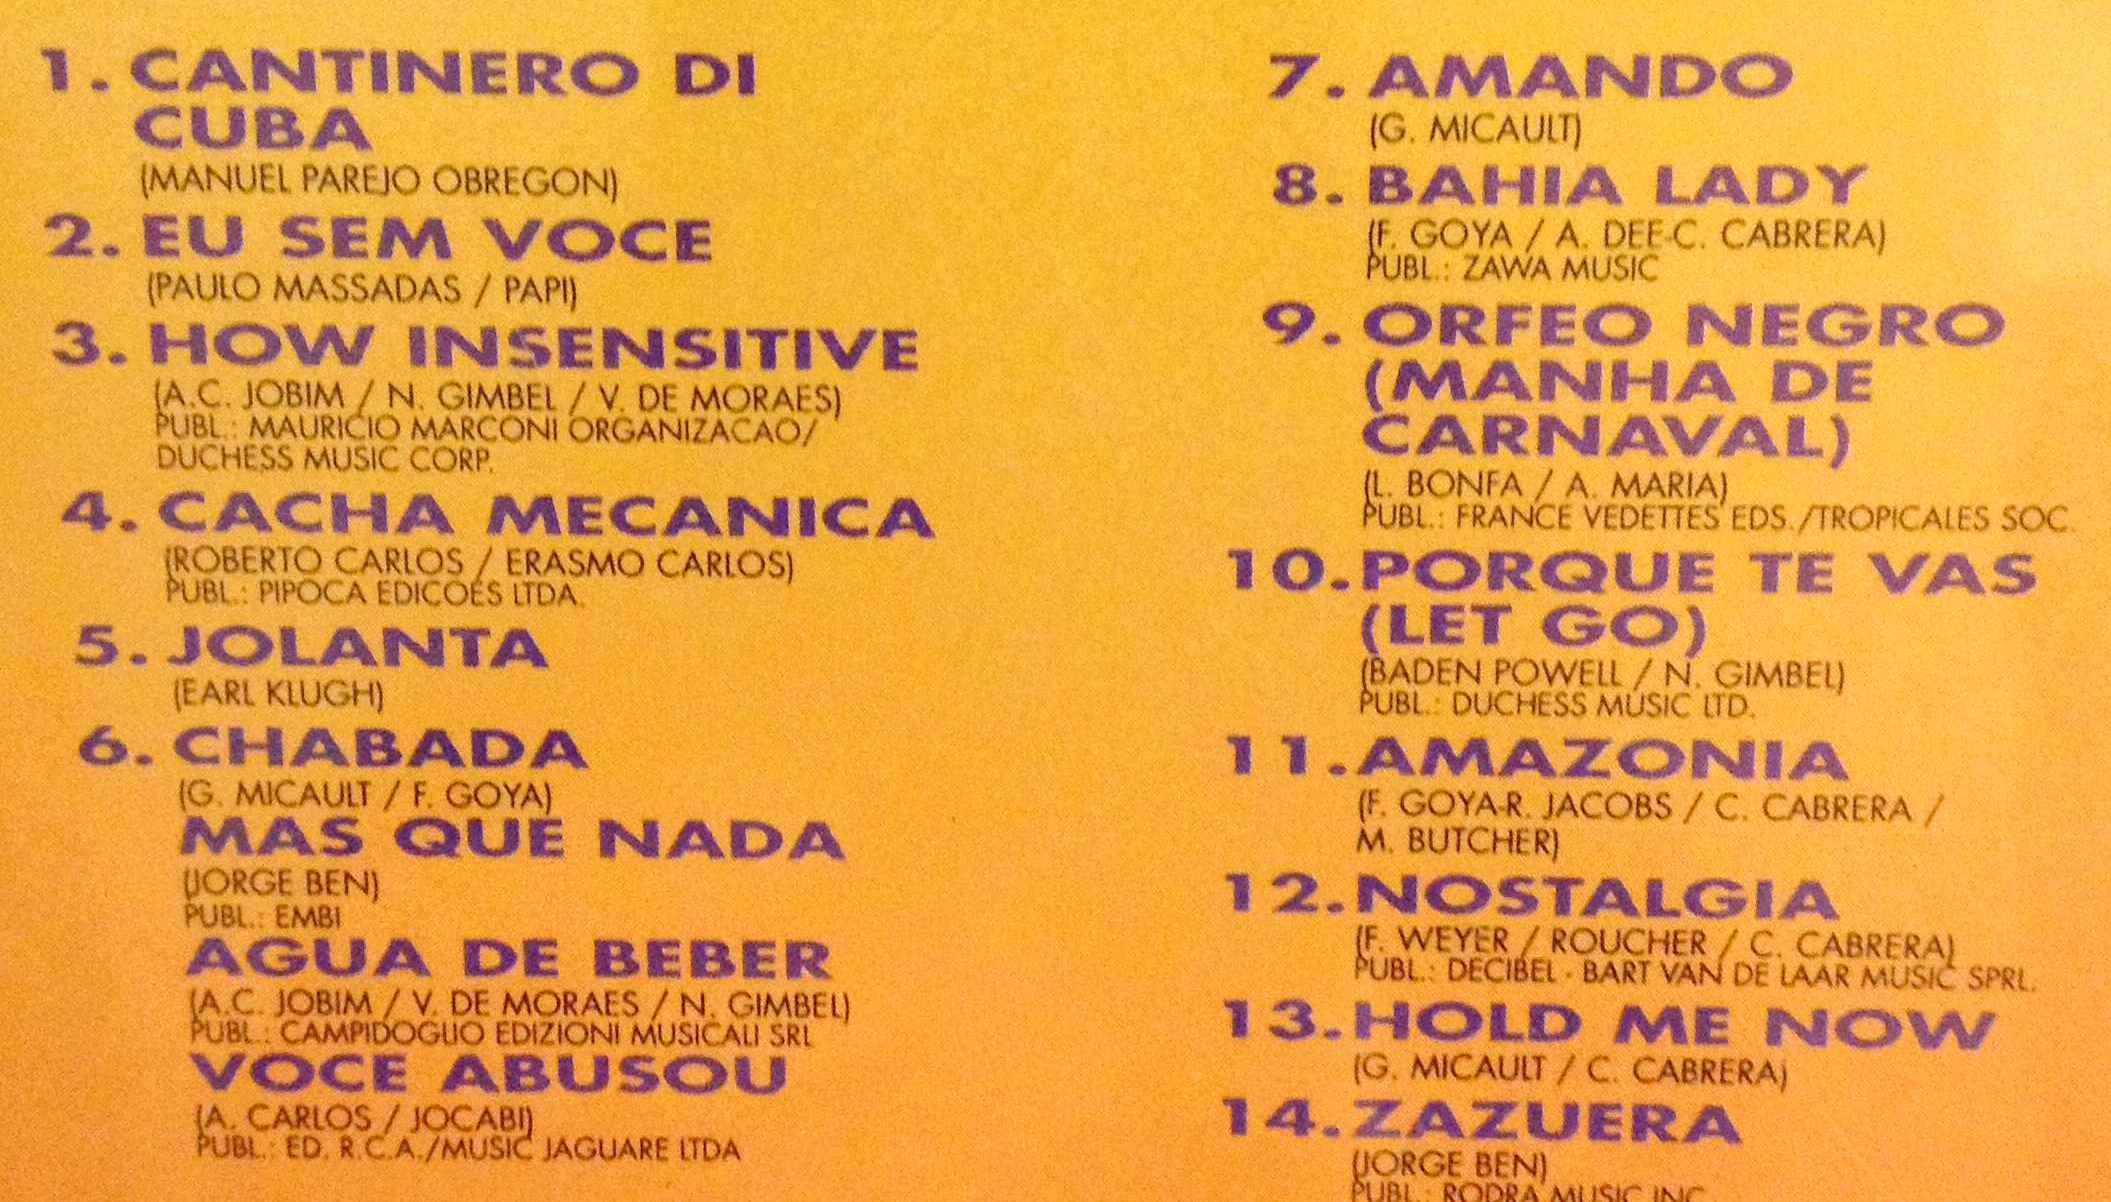 1. CANTINERO DI
CUBA
(MANUEL PAREJO OBREGON)
2. EU SEM VOCE
(PAULO MASSADAS / PAPI)
3. HOW INSENSITIVE
(A.C. JOBIM / N. GIMBEL / V. DE MORAES)
PUBL.: MAURICIO MARCONI ORGANIZACAO/
DUCHESS MUSIC CORP.
4. CACHA MECANICA
(ROBERTO CARLOS / ERASMO CARLOS)
PUBL.: PIPOCA EDICOES LTDA.
5. JOLANTA
(EARL KLUGH)
6. CHABADA
(G. MICAULT / F. GOYA)
MAS QUE NADA
(JORGE BEN)
PUBL.: EMBI
AGUA DE BEBER
(A.C. JOBIM / V. DE MORAES / N. GIMBEL)
PUBL.: CAMPIDOGLIO EDIZIONI MUSICALI SRL
VOCE ABUSOU
(A. CARLOS / JOCABI)
PUBL.: ED. R.C.A./MUSIC JAGUARE LTDA
7. AMANDO
(G. MICAULT)
8. BAHIA LADY
(F. GOYA / A. DEE-C. CABRERA)
PUBL.: ZAWA MUSIC
9. ORFEO NEGRO
(MANHA DE
CARNAVAL)
(L. BONFA / A. MARIA)
PUBL.: FRANCE VEDETTES EDS./TROPICALES SOC.
10. PORQUE TE VAS
(LET GO)
(BADEN POWELL / N. GIMBEL)
PUBL.: DUCHESS MUSIC LTD.
11. AMAZONIA
(F. GOYA-R. JACOBS / C. CABRERA /
M. BUTCHER)
12. NOSTALGIA
(F. WEYER / ROUCHER / C. CABRERA)
PUBL.: DECIBEL - BART VAN DE LAAR MUSIC SPRL.
13. HOLD ME NOW
(G. MICAULT / C. CABRERA)
14. ZAZUERA
(JORGE BEN)
PUBL.: RODRA MUSIC INC